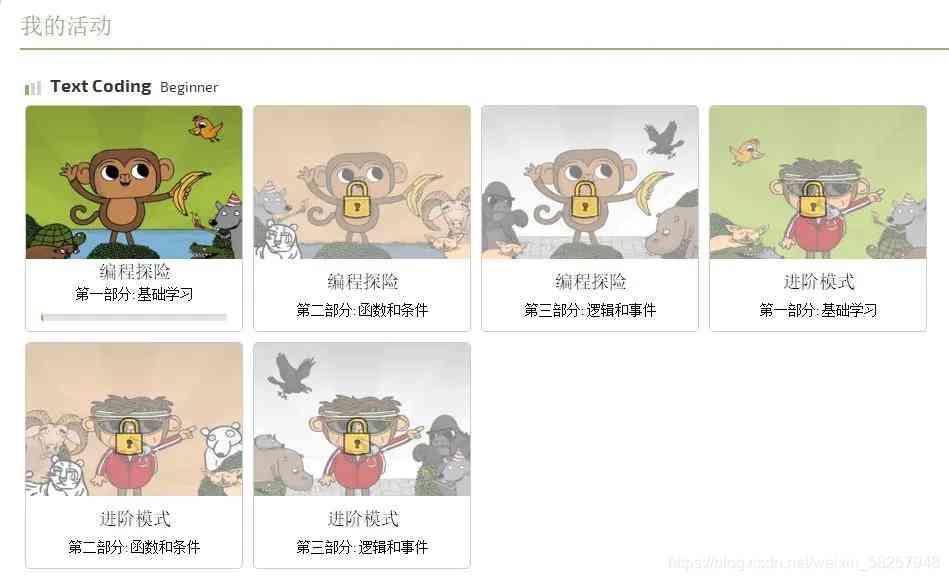 我的活动
Text Coding Beginner
编程探险
第一部分:基础学习
编程探险
第二部分:函数和条件
编程探险
第三部分:逻辑和事件
进阶模式
第一部分:基础学习
进阶模式
第二部分:函数和条件
进阶模式
第三部分:逻辑和事件
https://blog.csdn.net/weixin_58257948